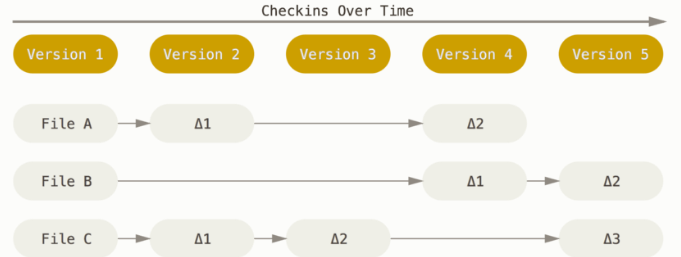 Checkins Over Time
Version 1 Version 2 Version 3 Version 4 Version 5
File A Δ1 Δ2
File B Δ1 Δ2
File C Δ1 Δ2 Δ3